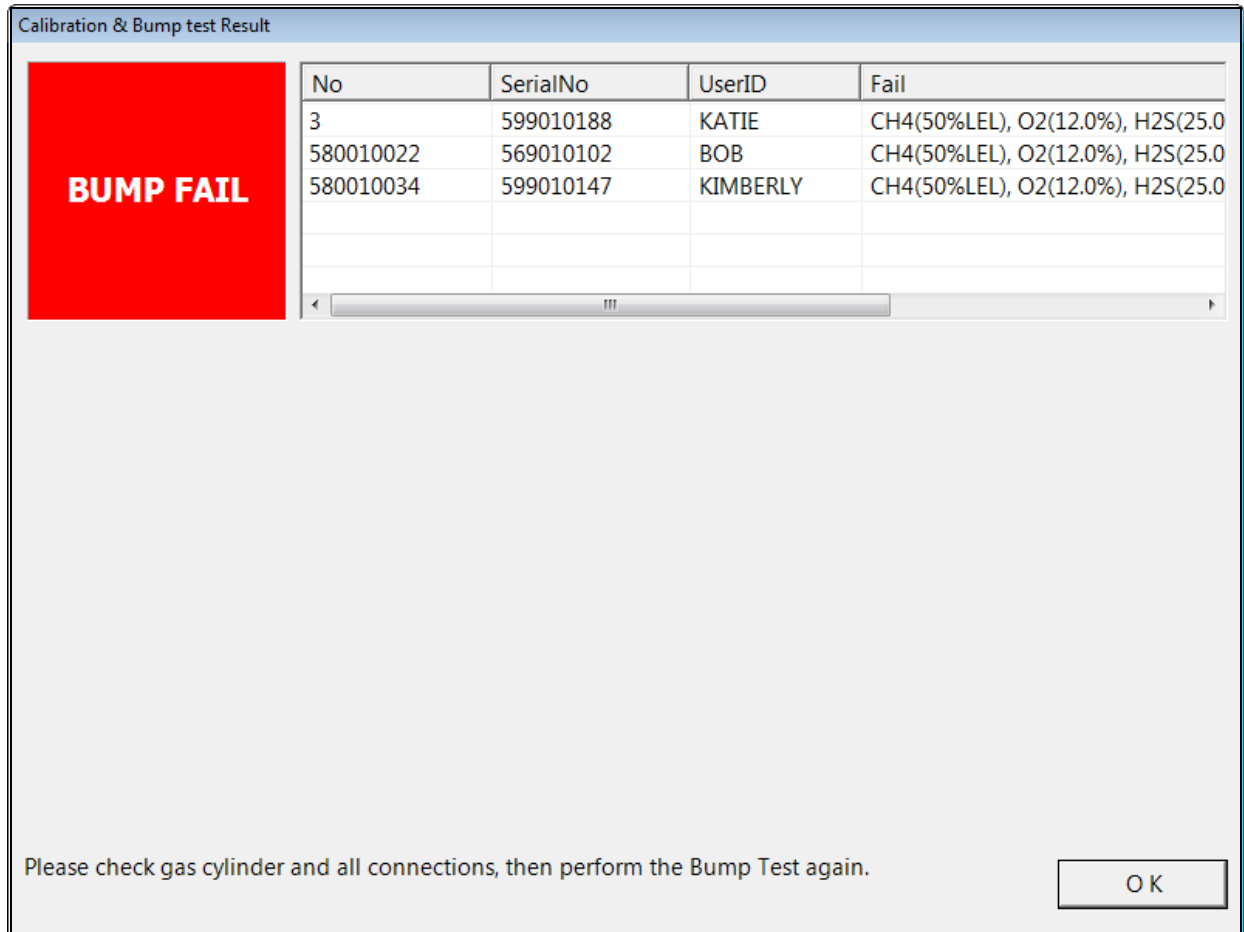 Calibration & Bump test Result
BUMP FAIL
No SerialNo UserID Fail
3 599010188 KATIE CH4(50%LEL), O2(12.0%), H2S(25.0
580010022 569010102 BOB CH4(50%LEL), O2(12.0%), H2S(25.0
580010034 599010147 KIMBERLY CH4(50%LEL), O2(12.0%), H2S(25.0
Please check gas cylinder and all connections, then perform the Bump Test again.
O K